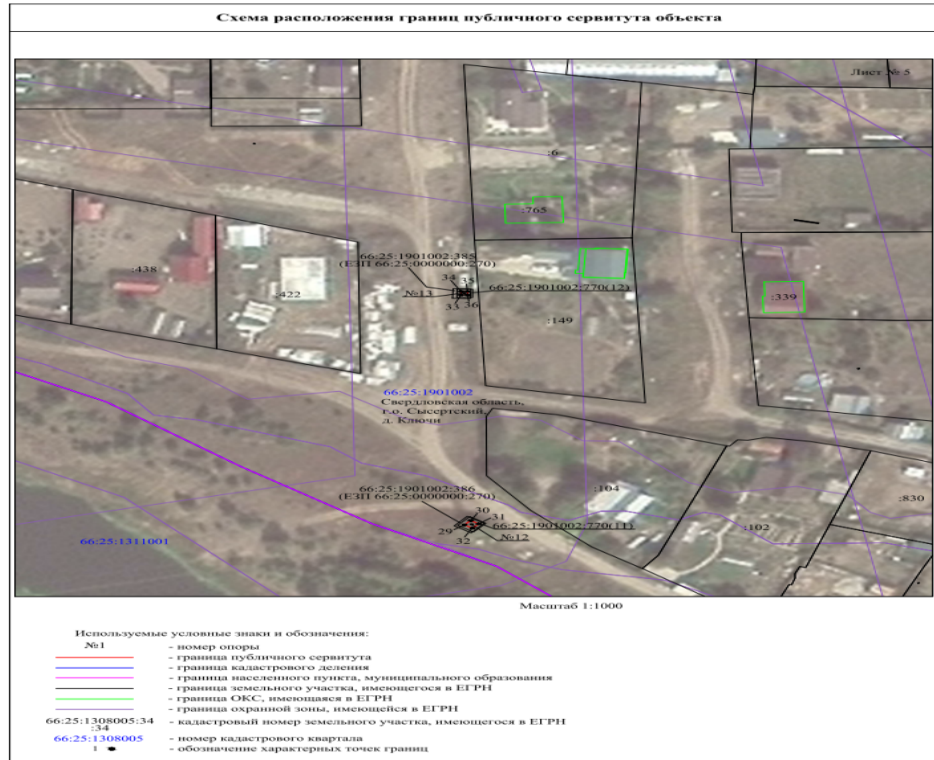 Схема расположения границ публичного сервитута объекта
Лист № 5
:6
:765
66:25:1901002:385
(ЕЗП 66:25:0000000:270)
:438
34
35
:422
№13
66:25:1901002:770(12)
33
36
:339
:149
66:25:1901002
Свердловская область,
г.о. Сысертский,
д. Ключи
66:25:1901002:386
(ЕЗП 66:25:0000000:270)
:104
:830
30
31
66:25:1901002:770(11)
:102
29
№12
32
66:25:1311001
Масштаб 1:1000
Используемые условные знаки и обозначения:
№1 - номер опоры
- граница публичного сервитута
- граница кадастрового деления
- граница населенного пункта, муниципального образования
- граница земельного участка, имеющегося в ЕГРН
- граница ОКС, имеющаяся в ЕГРН
- граница охранной зоны, имеющейся в ЕГРН
66:25:1308005:34 - кадастровый номер земельного участка, имеющегося в ЕГРН
:34
66:25:1308005 - номер кадастрового квартала
1 - обозначение характерных точек границ